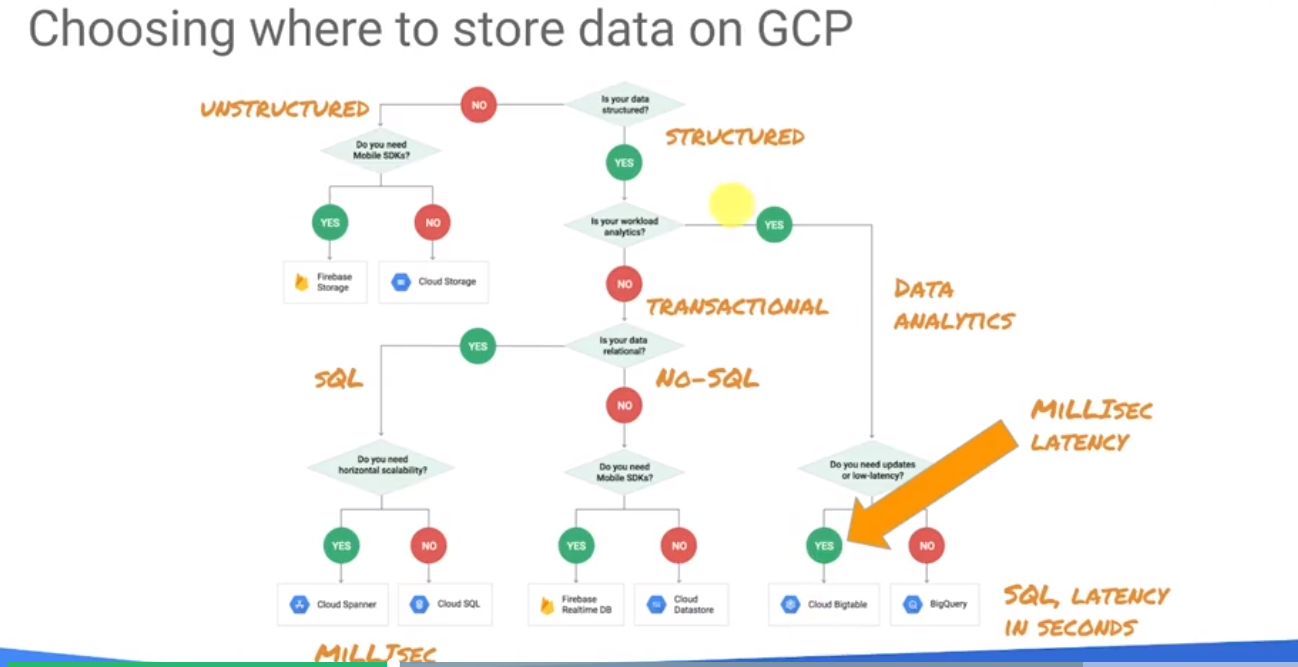 Choosing where to store data on GCP
UNSTRUCTURED
NO
Is your data
structured?
STRUCTURED
Do you need
Mobile SDKs?
YES
YES
NO
Is your workload
analytics?
YES
Firebase
Storage
Cloud Storage
NO
TRANSACTIONAL
DATA
ANALYTICS
YES
Is your data
relational?
SQL
NO-SQL
NO
MILLISEC
LATENCY
Do you need
horizontal scalability?
Do you need
Mobile SDKs?
Do you need updates
or low-latency?
YES
NO
YES
NO
YES
NO
Cloud Spanner
Cloud SQL
Firebase
Realtime DB
Cloud
Datastore
Cloud Bigtable
BigQuery
SQL, LATENCY
IN SECONDS
MILLISEC